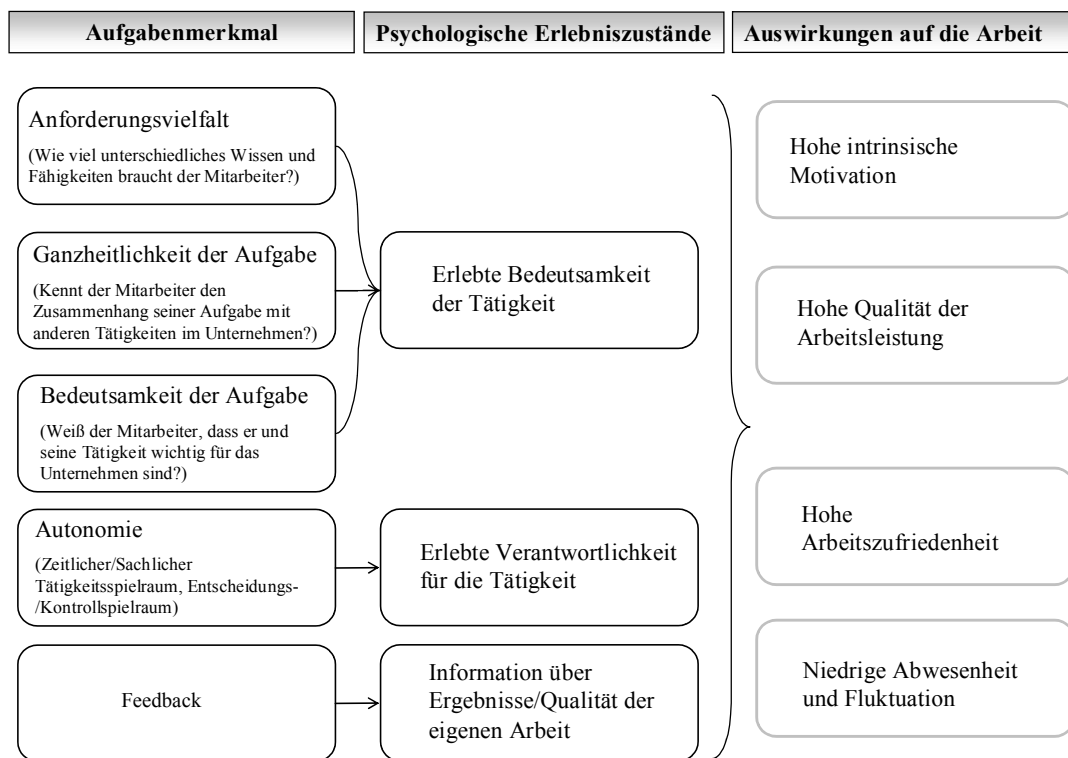 Aufgabenmerkmal
Psychologische Erlebniszustände
Auswirkungen auf die Arbeit
Anforderungsvielfalt
(Wie viel unterschiedliches Wissen und
Fähigkeiten braucht der Mitarbeiter?)
Ganzheitlichkeit der Aufgabe
(Kennt der Mitarbeiter den
Zusammenhang seiner Aufgabe mit
anderen Tätigkeiten im Unternehmen?)
Bedeutsamkeit der Aufgabe
(Weiß der Mitarbeiter, dass er und
seine Tätigkeit wichtig für das
Unternehmen sind?)
Autonomie
(Zeitlicher/Sachlicher
Tätigkeitsspielraum, Entscheidungs-
/Kontrollspielraum)
Feedback
Erlebte Bedeutsamkeit
der Tätigkeit
Erlebte Verantwortlichkeit
für die Tätigkeit
Information über
Ergebnisse/Qualität der
eigenen Arbeit
Hohe intrinsische
Motivation
Hohe Qualität der
Arbeitsleistung
Hohe
Arbeitszufriedenheit
Niedrige Abwesenheit
und Fluktuation